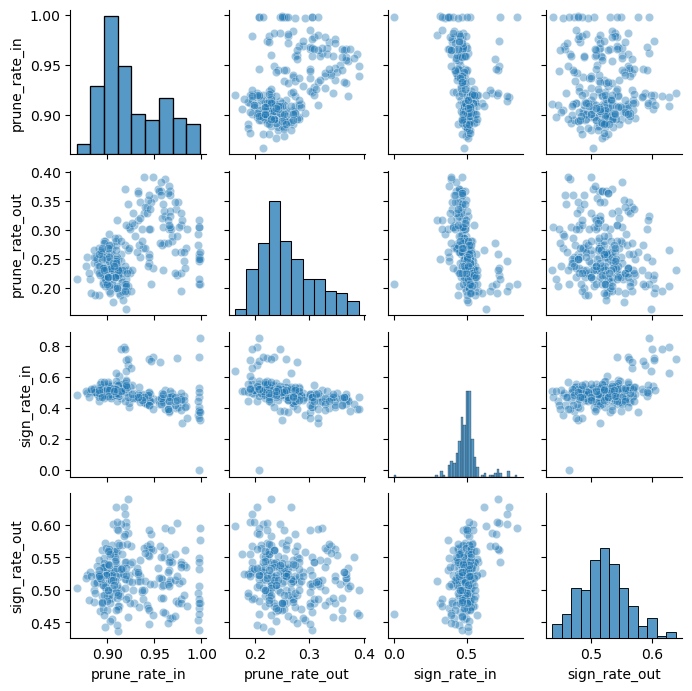 1.00
0.95
0.90
prune_rate_in
0.40
0.35
0.30
0.25
0.20
prune_rate_out
0.8
0.6
0.4
0.2
0.0
sign_rate_in
0.60
0.55
0.50
0.45
sign_rate_out
0.90 0.95 1.00 0.2 0.3 0.4 0.0 0.5 0.5 0.6
prune_rate_in prune_rate_out sign_rate_in sign_rate_out